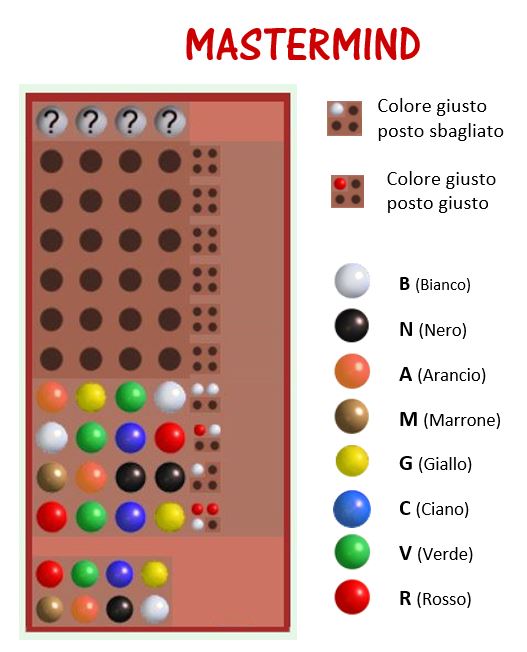 MASTERMIND
? ? ? ?
Colore giusto
posto sbagliato
Colore giusto
posto giusto
B (Bianco)
N (Nero)
A (Arancio)
M (Marrone)
G (Giallo)
C (Ciano)
V (Verde)
R (Rosso)